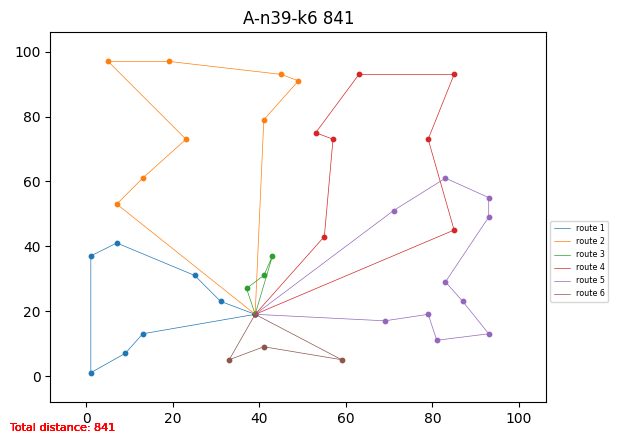 A-n39-k6 841
100
80
60
40
20
0
0 20 40 60 80 100
route 1
route 2
route 3
route 4
route 5
route 6
Total distance: 841